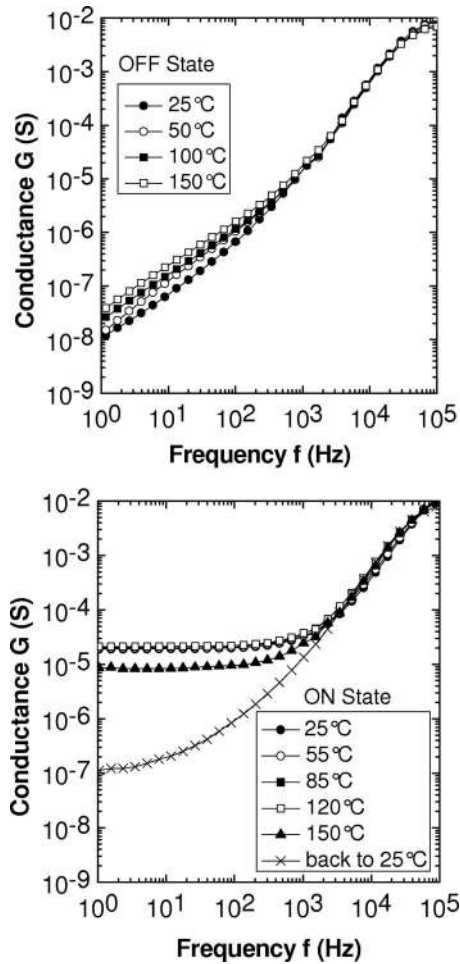 10⁻²
10⁻³
10⁻⁴
10⁻⁵
10⁻⁶
10⁻⁷
10⁻⁸
10⁻⁹
Conductance G (S)
OFF State
25°C
50°C
100°C
150°C
10⁰ 10¹ 10² 10³ 10⁴ 10⁵
Frequency f (Hz)
10⁻²
10⁻³
10⁻⁴
10⁻⁵
10⁻⁶
10⁻⁷
10⁻⁸
10⁻⁹
Conductance G (S)
ON State
25°C
55°C
85°C
120°C
150°C
back to 25°C
10⁰ 10¹ 10² 10³ 10⁴ 10⁵
Frequency f (Hz)